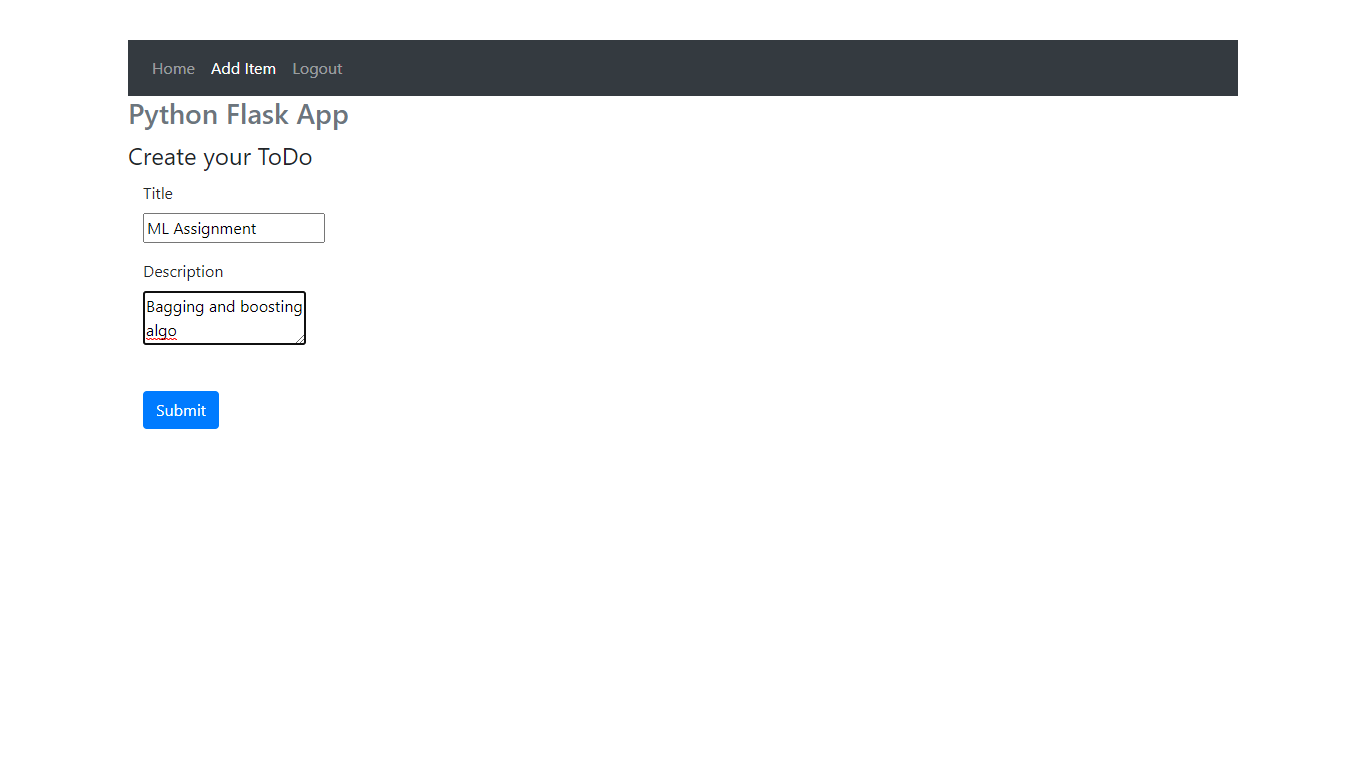 Home Add Item Logout
Python Flask App
Create your ToDo
Title
ML Assignment
Description
Bagging and boosting
algo
Submit